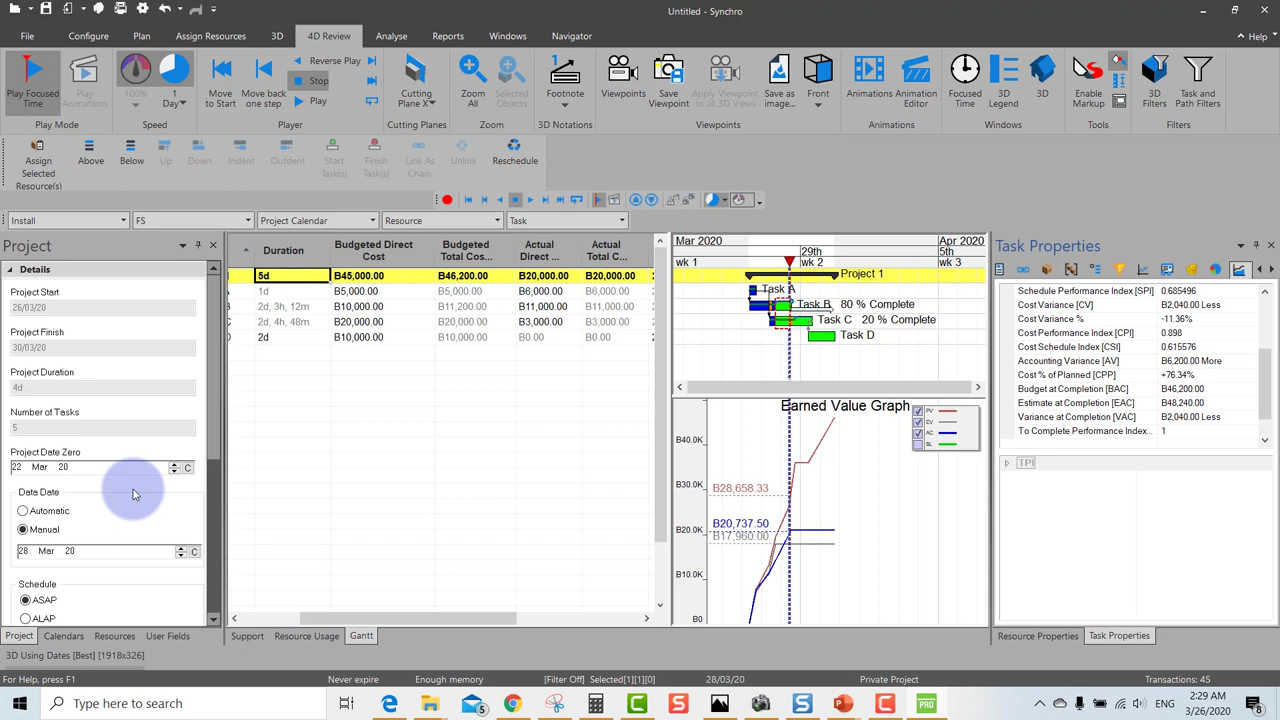 Untitled - Synchro
File
Configure
Plan
Assign Resources
3D
4D Review
Analyse
Reports
Windows
Navigator
Help
Play Focused Time
Play Animations
100%
1 Day
Move to Start
Move back one step
Reverse Play
Stop
Play
Cutting Plane X
Zoom All
Selected Objects
Footnote
Viewpoints
Save Viewpoint
Apply Viewpoint to all 3D Views
Save as image...
Front
Animations
Animation Editor
Focused Time
3D Legend
3D
Enable Markup
3D Filters
Task and Path Filters
Play Mode
Speed
Player
Cutting Planes
Zoom
3D Notations
Viewpoints
Animations
Windows
Tools
Filters
Assign Selected Resource(s)
Above
Below
Up
Down
Indent
Outdent
Start Task(s)
Finish Task(s)
Link As Chain
Unlink
Reschedule
Install
FS
Project Calendar
Resource
Task
Project
Details
Project Start
26/03/20
Project Finish
30/03/20
Project Duration
4d
Number of Tasks
5
Project Date Zero
22 Mar 20
C
Data Date
Automatic
Manual
28 Mar 20
C
Schedule
ASAP
ALAP
Project
Calendars
Resources
User Fields
Duration
Budgeted Direct Cost
Budgeted Total Cos...
Actual Direct ...
Actual Total C...
5d B45,000.00 B46,200.00 B20,000.00 B20,000.00
1d B5,000.00 B5,000.00 B6,000.00 B6,000.00
2d, 3h, 12m B10,000.00 B11,200.00 B11,000.00 B11,000.00
2d, 4h, 48m B20,000.00 B20,000.00 B3,000.00 B3,000.00
2d B10,000.00 B10,000.00 B0.00 B0.00
Support
Resource Usage
Gantt
Mar 2020
Apr 2020
29th
5th
wk 1
wk 2
wk 3
Project 1
Task A
Task B 80 % Complete
Task C 20 % Complete
Task D
Earned Value Graph
PV
EV
AC
BL
B40.0K
B30.0K
B20.0K
B10.0K
B0
B28,658.33
B20,737.50
B17,960.00
Task Properties
Schedule Performance Index [SPI] 0.685496
Cost Variance [CV] B2,040.00 Less
Cost Variance % -11.36%
Cost Performance Index [CPI] 0.898
Cost Schedule Index [CSI] 0.615576
Accounting Variance [AV] B6,200.00 More
Cost % of Planned [CPP] +76.34%
Budget at Completion [BAC] B46,200.00
Estimate at Completion [EAC] B48,240.00
Variance at Completion [VAC] B2,040.00 Less
To Complete Performance Index... 1
TPI
Resource Properties
Task Properties
3D Using Dates [Best] [1918x326]
For Help, press F1
Never expire
Enough memory
[Filter Off]
Selected[1][1][0]
28/03/20
Private Project
Transactions: 45
Type here to search
5
PRO
2:29 AM
3/26/2020
8